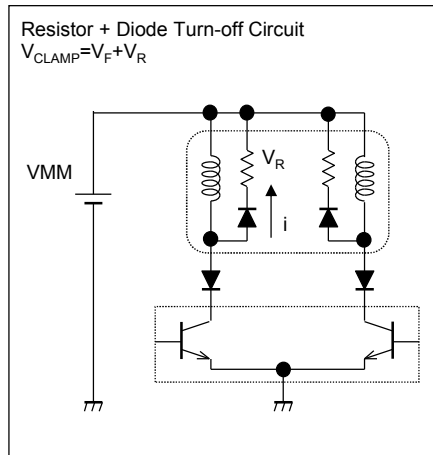 Resistor + Diode Turn-off Circuit
V_CLAMP=V_F+V_R
V_R
VMM
i